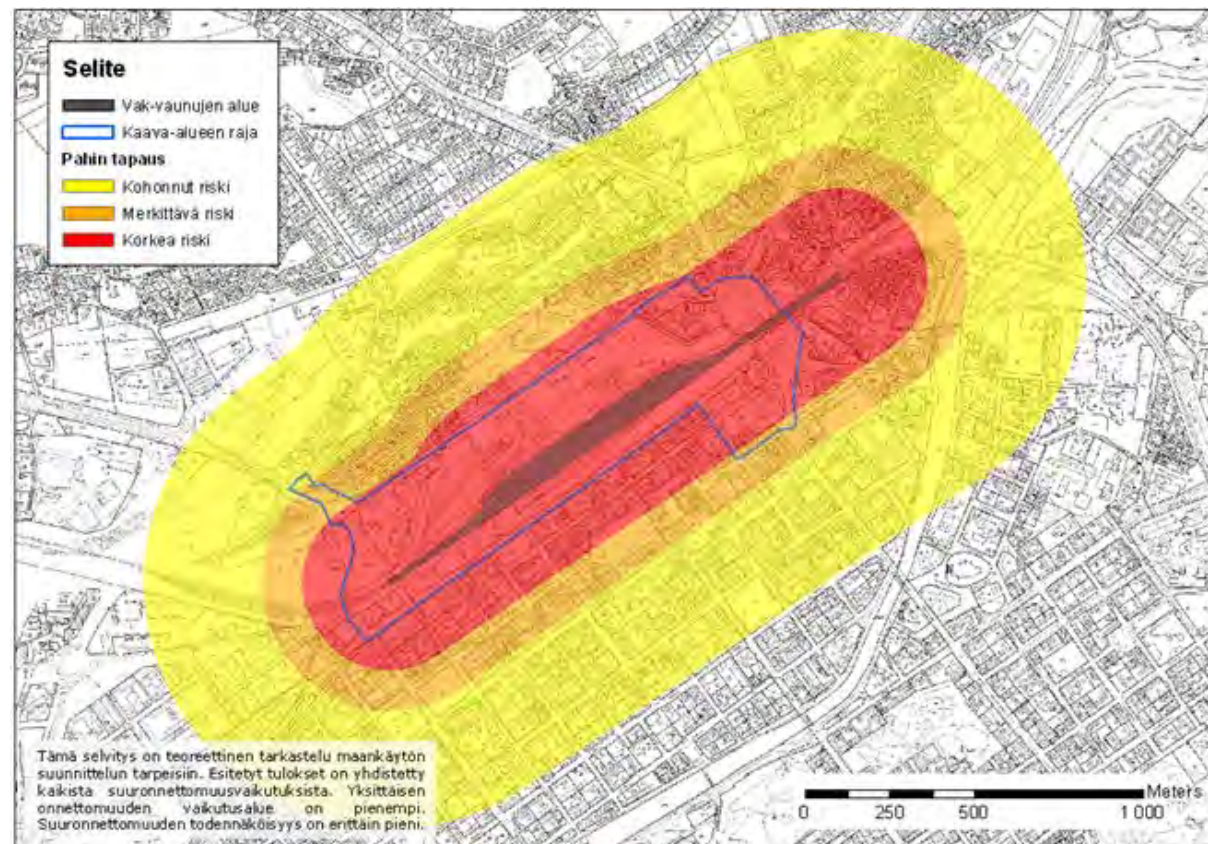 Selite
Vak-vaunujen alue
Kaava-alueen raja
Pahin tapaus
Kohonnut riski
Merkittävä riski
Korkea riski
Tämä selvitys on teoreettinen tarkastelu maankäytön
suunnittelun tarpeisiin. Esitetyt tulokset on yhdistetty
kaikista suuronnettomuusvaikutuksista. Yksittäisen
onnettomuuden vaikutusalue on pienempi.
Suuronnettomuuden todennäköisyys on erittäin pieni.
Meters
0 250 500 1 000